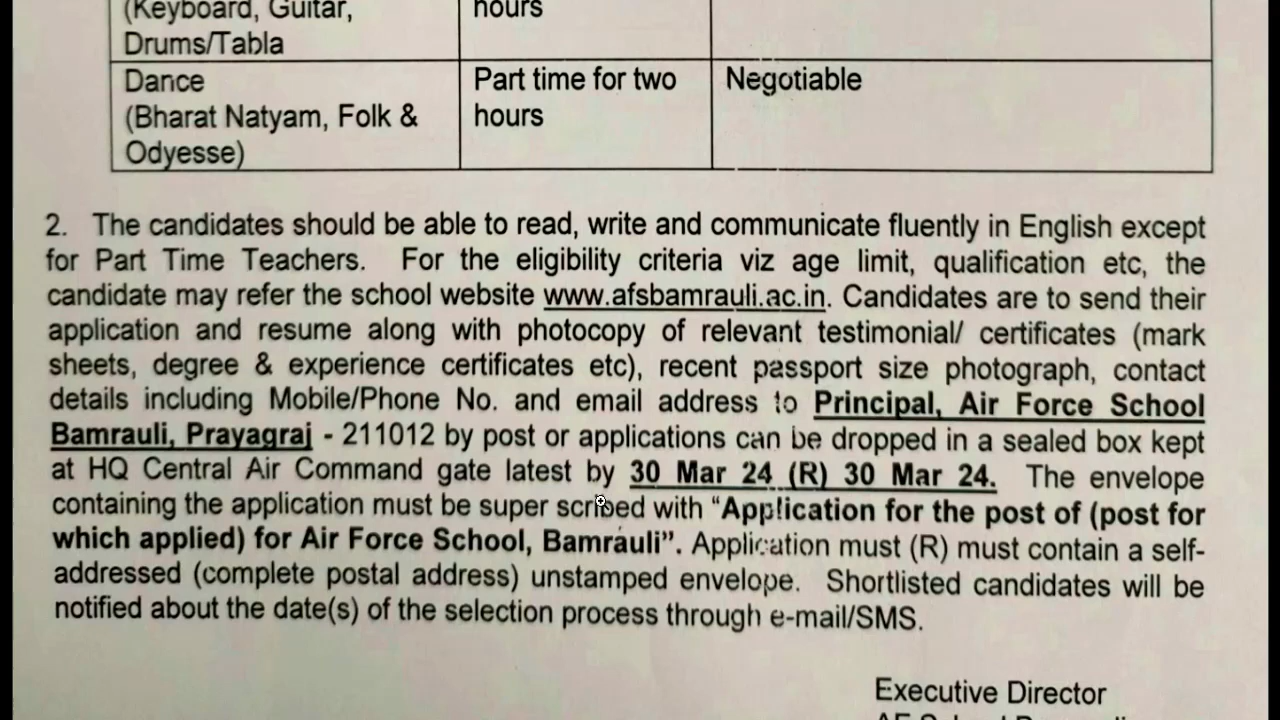 (Keyboard, Guitar,
Drums/Tabla
hours
Dance
(Bharat Natyam, Folk &
Odyesse)
Part time for two
hours
Negotiable
2. The candidates should be able to read, write and communicate fluently in English except
for Part Time Teachers. For the eligibility criteria viz age limit, qualification etc, the
candidate may refer the school website www.afsbamrauli.ac.in. Candidates are to send their
application and resume along with photocopy of relevant testimonial/ certificates (mark
sheets, degree & experience certificates etc), recent passport size photograph, contact
details including Mobile/Phone No. and email address to Principal, Air Force School
Bamrauli, Prayagraj - 211012 by post or applications can be dropped in a sealed box kept
at HQ Central Air Command gate latest by 30 Mar 24 (R) 30 Mar 24. The envelope
containing the application must be super scribed with “Application for the post of (post for
which applied) for Air Force School, Bamrauli”. Application must (R) must contain a self-
addressed (complete postal address) unstamped envelope. Shortlisted candidates will be
notified about the date(s) of the selection process through e-mail/SMS.
Executive Director